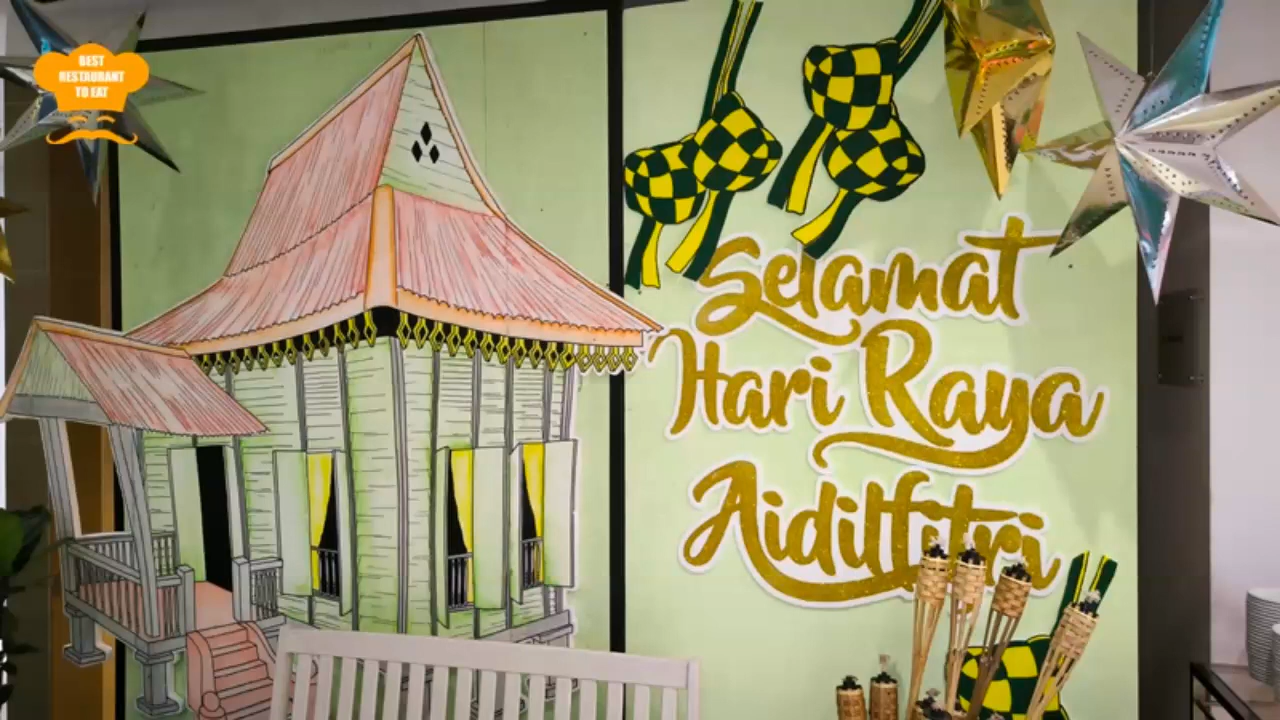 BEST
RESTAURANT
TO EAT
Selamat
Hari Raya
Aidilfitri